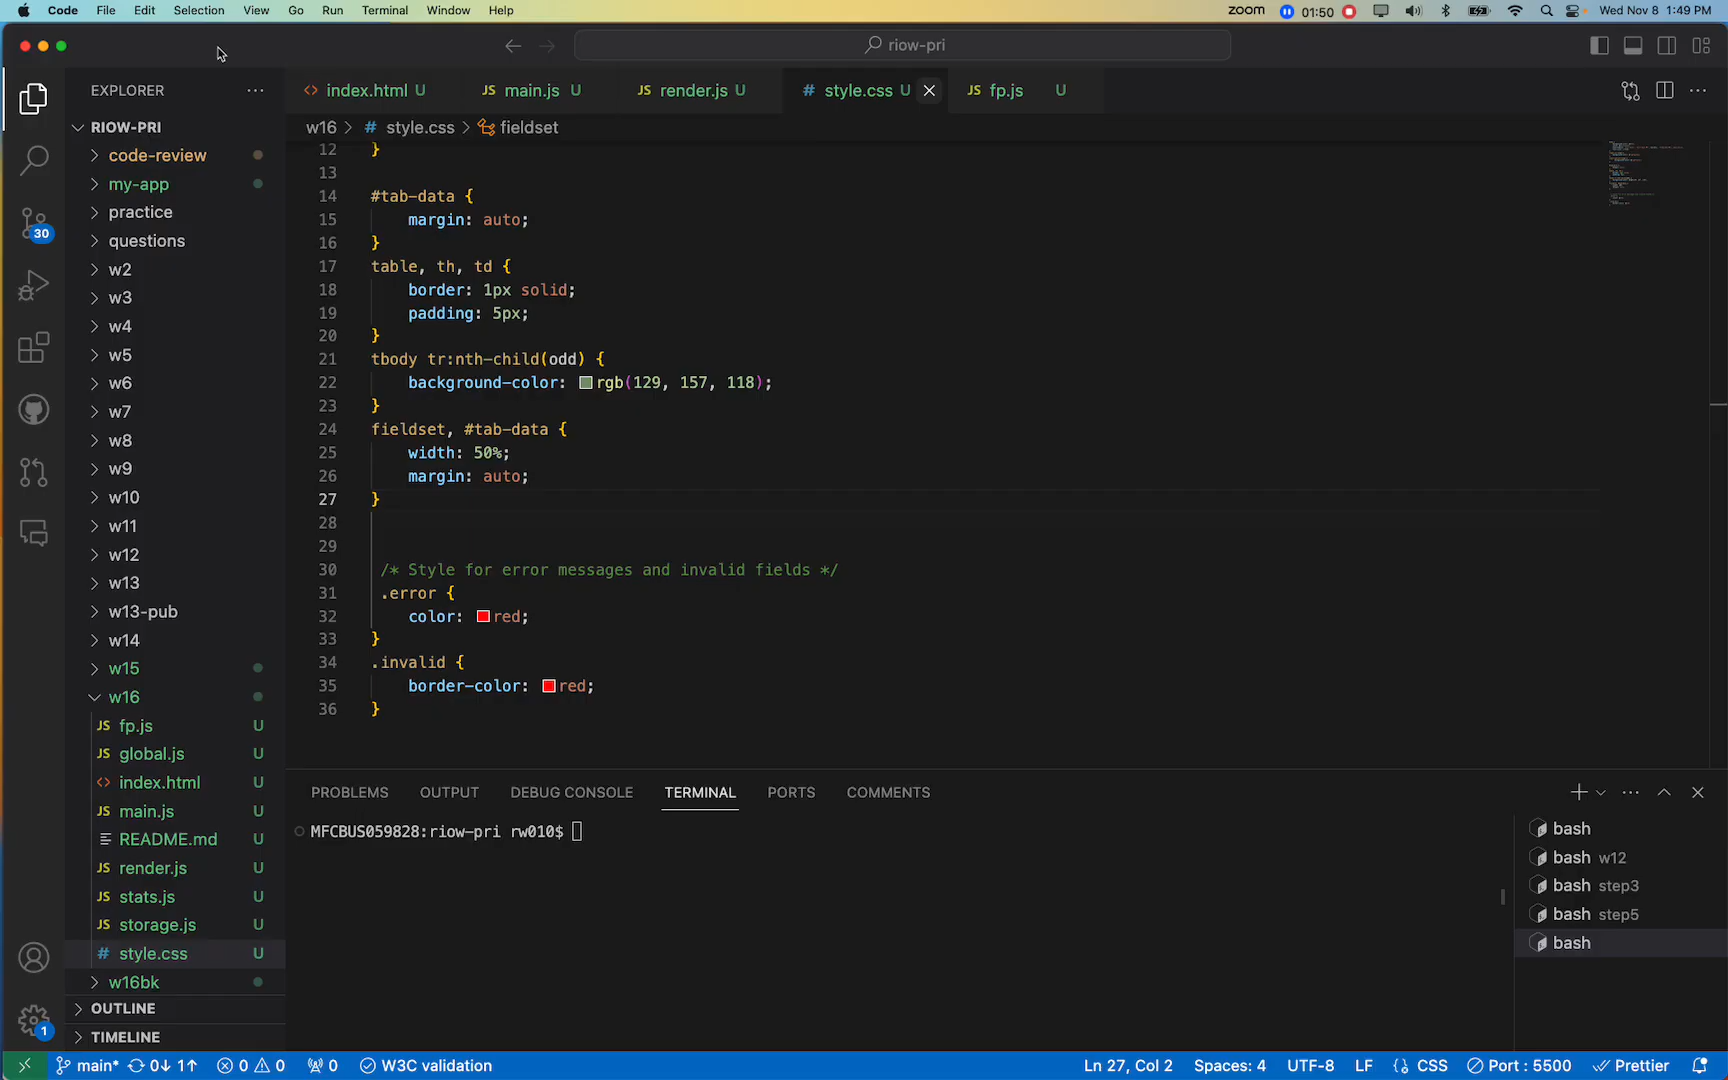 Code File Edit Selection View Go Run Terminal Window Help
zoom 01:50 Wed Nov 8 1:49 PM
riow-pri
EXPLORER
RIOW-PRI
code-review
my-app
practice
questions
w2
w3
w4
w5
w6
w7
w8
w9
w10
w11
w12
w13
w13-pub
w14
w15
w16
JS fp.js U
JS global.js U
<> index.html U
JS main.js U
README.md U
JS render.js U
JS stats.js U
JS storage.js U
# style.css U
w16bk
OUTLINE
TIMELINE
30
1
<> index.html U JS main.js U JS render.js U # style.css U JS fp.js U
w16 > # style.css > fieldset
12 }
13
14 #tab-data {
15 margin: auto;
16 }
17 table, th, td {
18 border: 1px solid;
19 padding: 5px;
20 }
21 tbody tr:nth-child(odd) {
22 background-color: rgb(129, 157, 118);
23 }
24 fieldset, #tab-data {
25 width: 50%;
26 margin: auto;
27 }
28
29
30 /* Style for error messages and invalid fields */
31 .error {
32 color: red;
33 }
34 .invalid {
35 border-color: red;
36 }
PROBLEMS OUTPUT DEBUG CONSOLE TERMINAL PORTS COMMENTS
MFCBUS059828:riow-pri rw010$
bash
bash w12
bash step3
bash step5
bash
main* 0↓ 1↑ 0 0 0 W3C validation
Ln 27, Col 2 Spaces: 4 UTF-8 LF {} CSS Port : 5500 Prettier